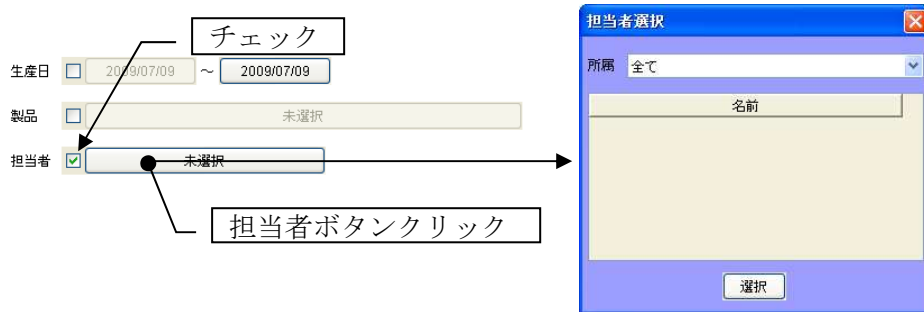 チェック
生産日 2009/07/09 ～ 2009/07/09
製品 未選択
担当者 未選択
担当者ボタンクリック
担当者選択
所属 全て
名前
選択